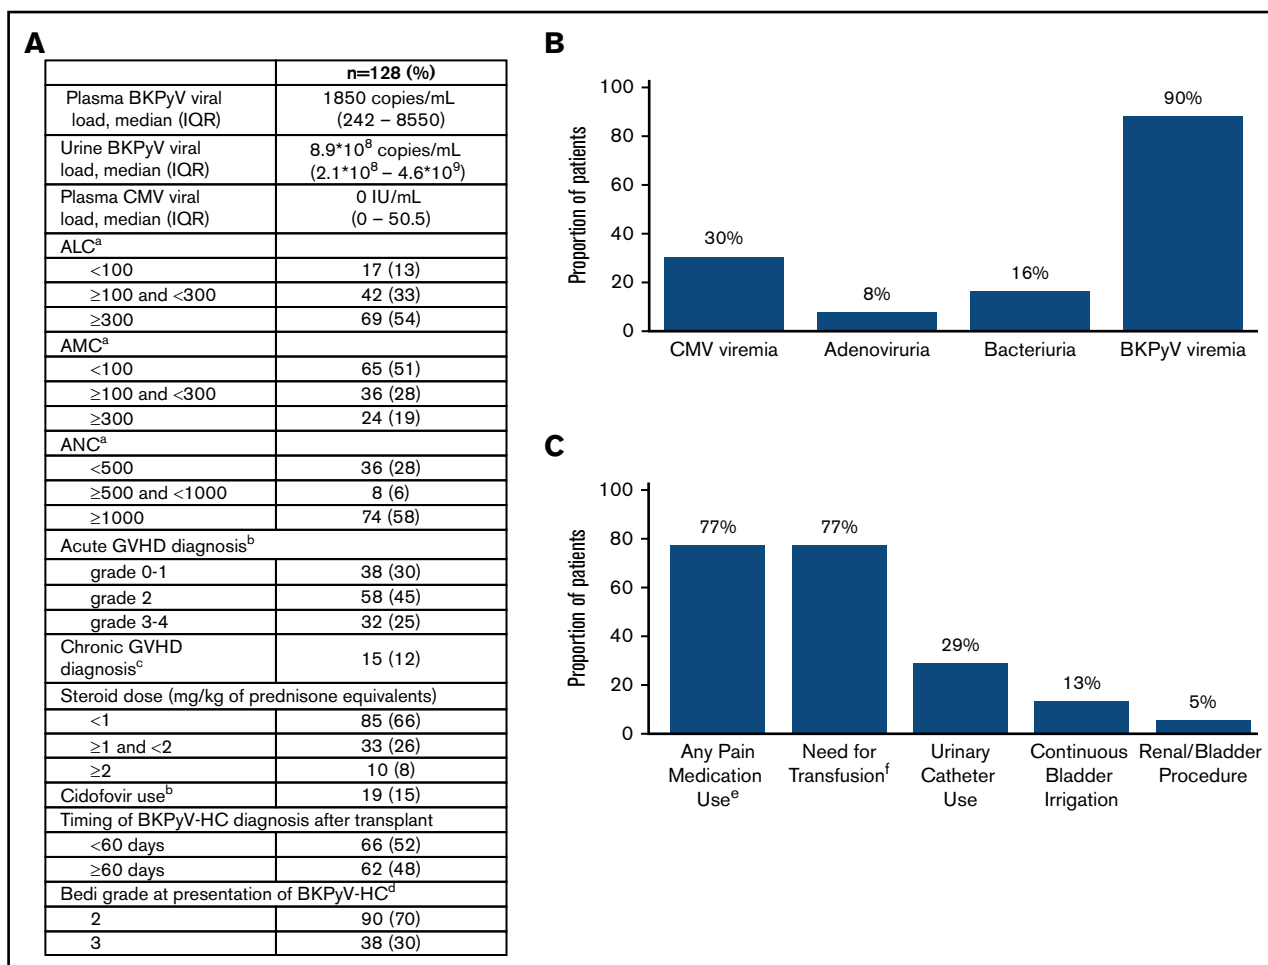 A
n=128 (%)
Plasma BKPyV viral load, median (IQR) 1850 copies/mL (242 – 8550)
Urine BKPyV viral load, median (IQR) 8.9*10⁸ copies/mL (2.1*10⁸ – 4.6*10⁹)
Plasma CMV viral load, median (IQR) 0 IU/mL (0 – 50.5)
ALCᵃ
<100 17 (13)
≥100 and <300 42 (33)
≥300 69 (54)
AMCᵃ
<100 65 (51)
≥100 and <300 36 (28)
≥300 24 (19)
ANCᵃ
<500 36 (28)
≥500 and <1000 8 (6)
≥1000 74 (58)
Acute GVHD diagnosisᵇ
grade 0-1 38 (30)
grade 2 58 (45)
grade 3-4 32 (25)
Chronic GVHD diagnosisᶜ 15 (12)
Steroid dose (mg/kg of prednisone equivalents)
<1 85 (66)
≥1 and <2 33 (26)
≥2 10 (8)
Cidofovir useᵇ 19 (15)
Timing of BKPyV-HC diagnosis after transplant
<60 days 66 (52)
≥60 days 62 (48)
Bedi grade at presentation of BKPyV-HCᵈ
2 90 (70)
3 38 (30)
B
Proportion of patients
100
80
60
40
20
0
30%
8%
16%
90%
CMV viremia
Adenoviruria
Bacteriuria
BKPyV viremia
C
Proportion of patients
100
80
60
40
20
0
77%
77%
29%
13%
5%
Any Pain
Medication
Useᵉ
Need for
Transfusionᶠ
Urinary
Catheter
Use
Continuous
Bladder
Irrigation
Renal/Bladder
Procedure